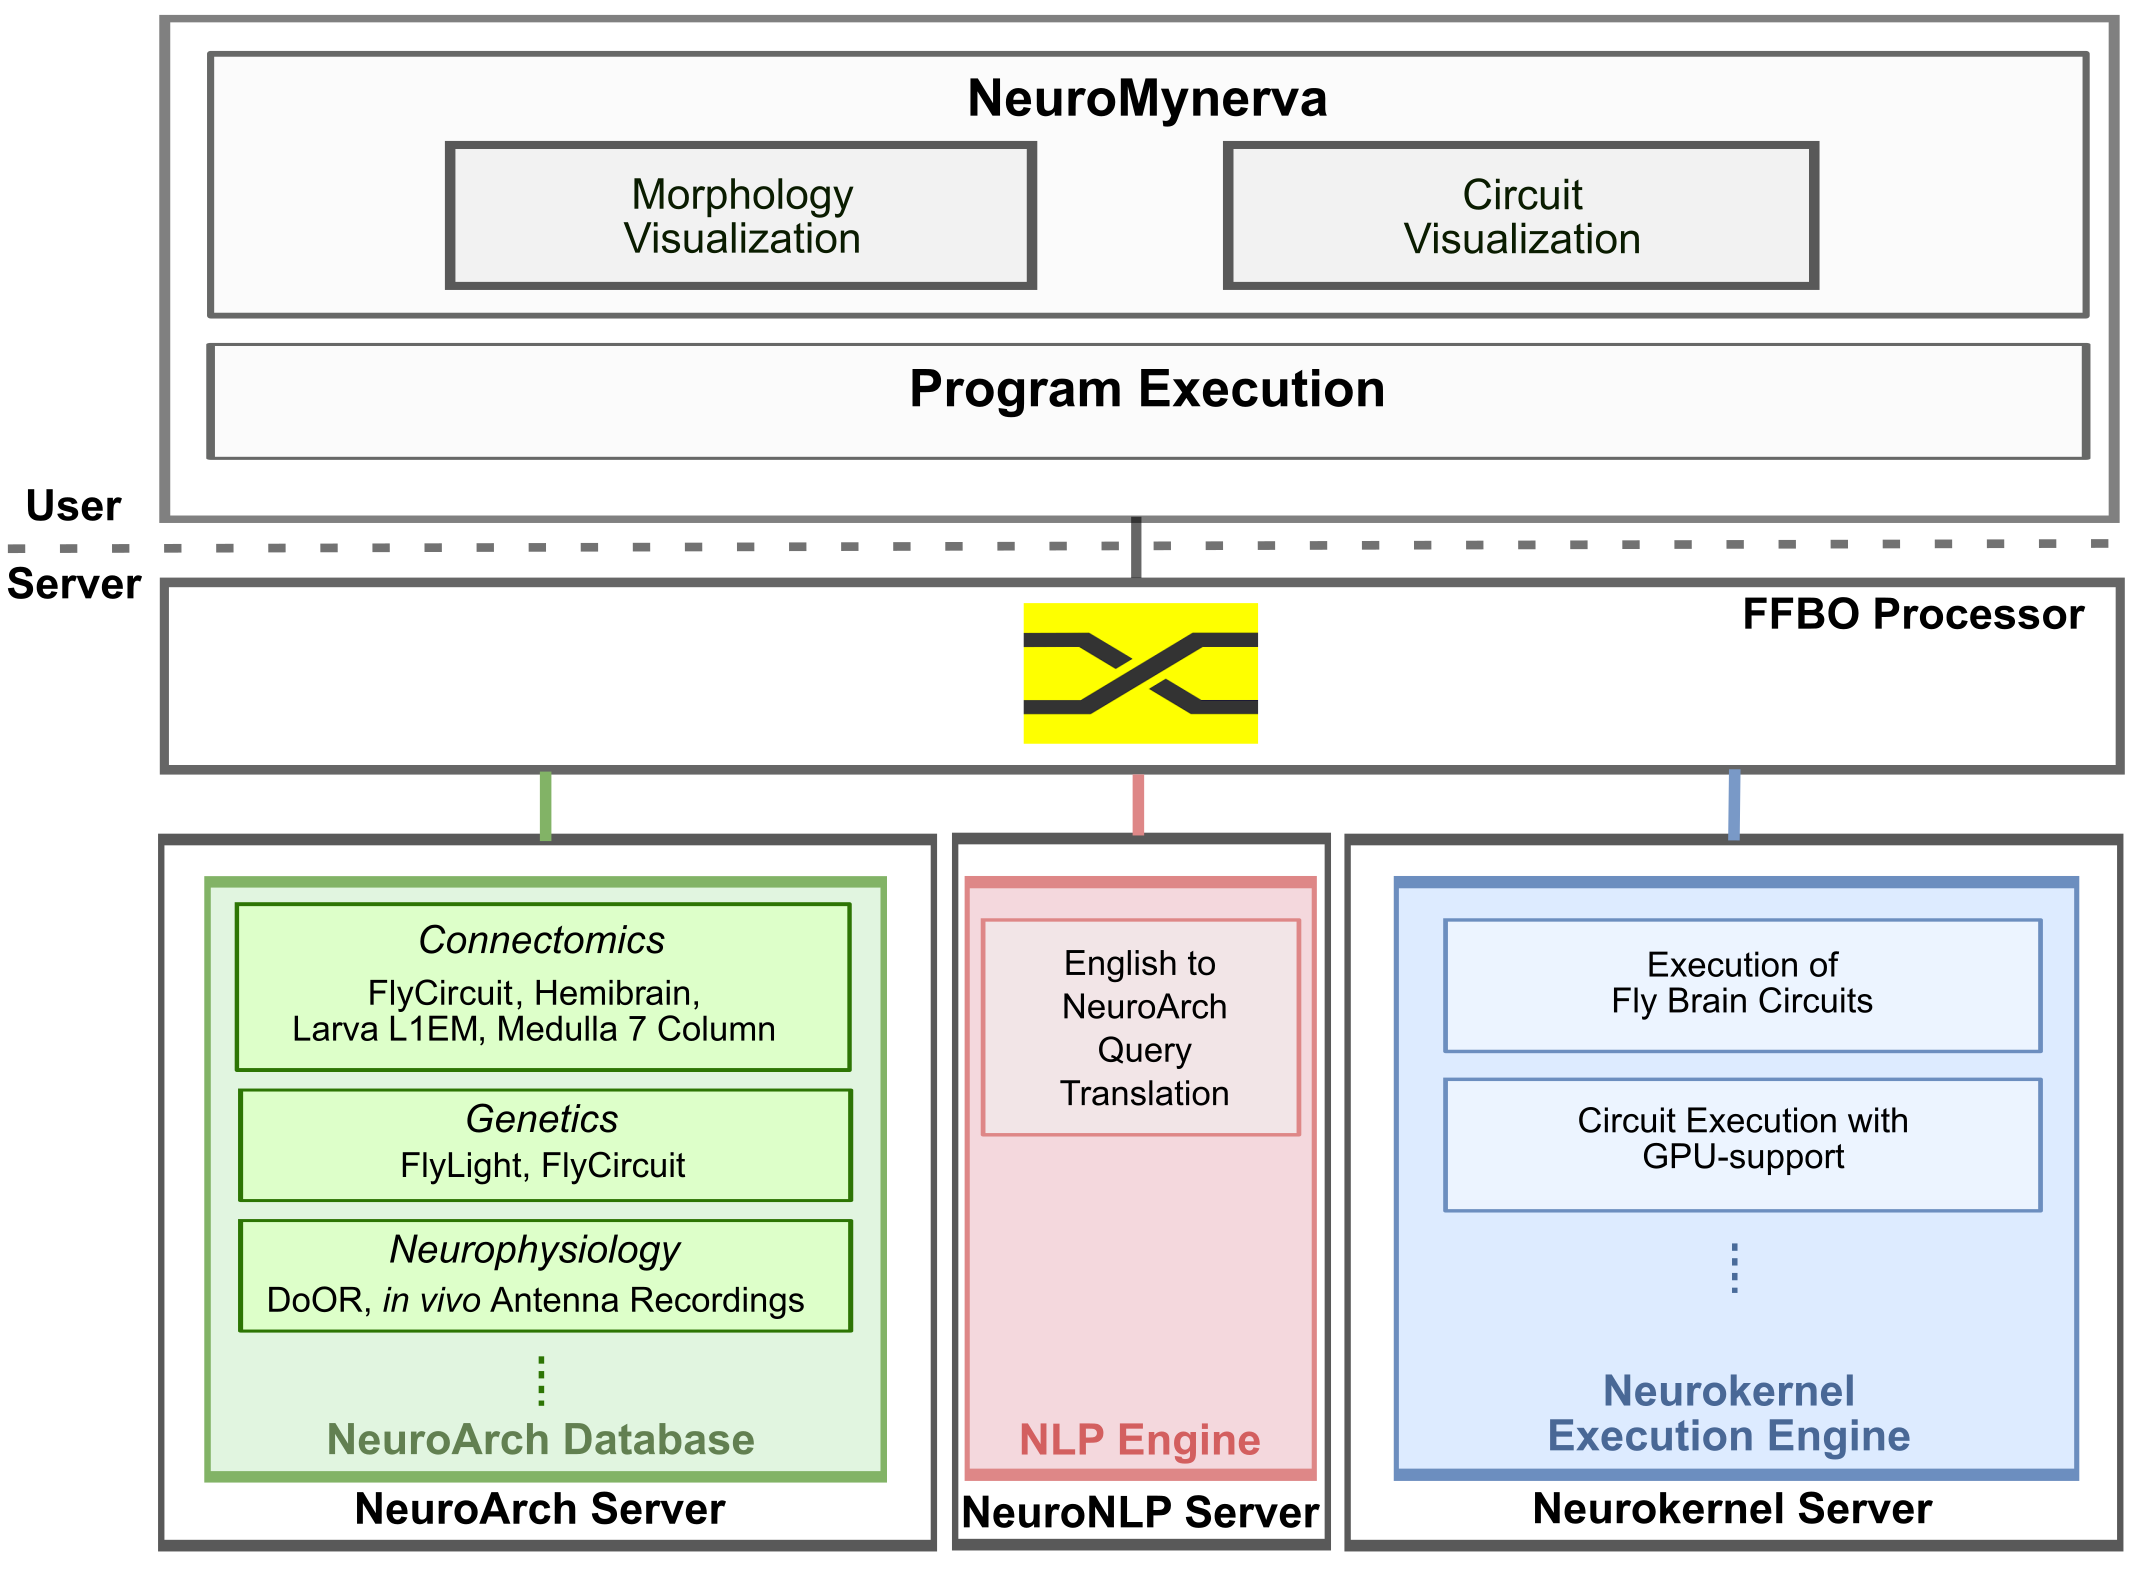 NeuroMynerva
Morphology
Visualization
Circuit
Visualization
Program Execution
User
Server
FFBO Processor
Connectomics
FlyCircuit, Hemibrain,
Larva L1EM, Medulla 7 Column
Genetics
FlyLight, FlyCircuit
Neurophysiology
DoOR, in vivo Antenna Recordings
NeuroArch Database
NeuroArch Server
English to
NeuroArch
Query
Translation
NLP Engine
NeuroNLP Server
Execution of
Fly Brain Circuits
Circuit Execution with
GPU-support
Neurokernel
Execution Engine
Neurokernel Server